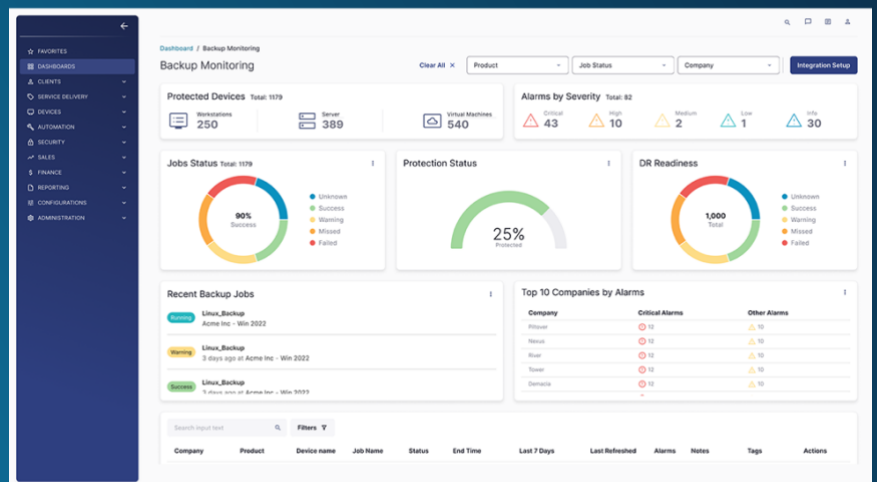 FAVORITES
DASHBOARDS
CLIENTS
SERVICE DELIVERY
DEVICES
AUTOMATION
SECURITY
SALES
FINANCE
REPORTING
CONFIGURATIONS
ADMINISTRATION
Dashboard / Backup Monitoring
Backup Monitoring
Clear All ×
Product
Job Status
Company
Integration Setup
Protected Devices Total: 1179
Workstations
250
Server
389
Virtual Machines
540
Alarms by Severity Total: 82
Critical
43
High
10
Medium
2
Low
1
Info
30
Jobs Status Total: 1179
90%
Success
Unknown
Success
Warning
Missed
Failed
Protection Status
25%
Protected
DR Readiness
1,000
Total
Unknown
Success
Warning
Missed
Failed
Recent Backup Jobs
Running
Linux_Backup
Acme Inc - Win 2022
Warning
Linux_Backup
3 days ago at Acme Inc - Win 2022
Success
Linux_Backup
3 days ago at Acme Inc - Win 2022
Top 10 Companies by Alarms
Company Critical Alarms Other Alarms
12 10
Nexus 12 10
River 12 10
Tower 12 10
Demacia 12 10
Search input text
Filters
Company Product Device name Job Name Status End Time Last 7 Days Last Refreshed Alarms Notes Tags Actions